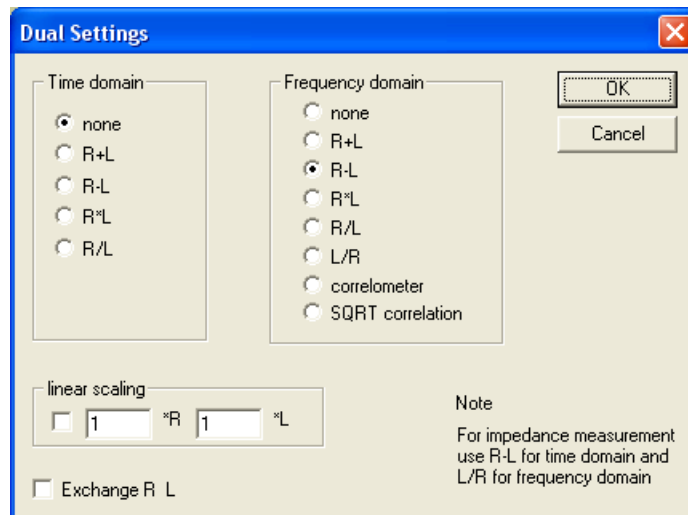 Dual Settings
Time domain
none
R+L
R-L
R*L
R/L
Frequency domain
none
R+L
R-L
R*L
R/L
L/R
correlometer
SQRT correlation
OK
Cancel
linear scaling
1 *R 1 *L
Exchange R L
Note
For impedance measurement
use R-L for time domain and
L/R for frequency domain